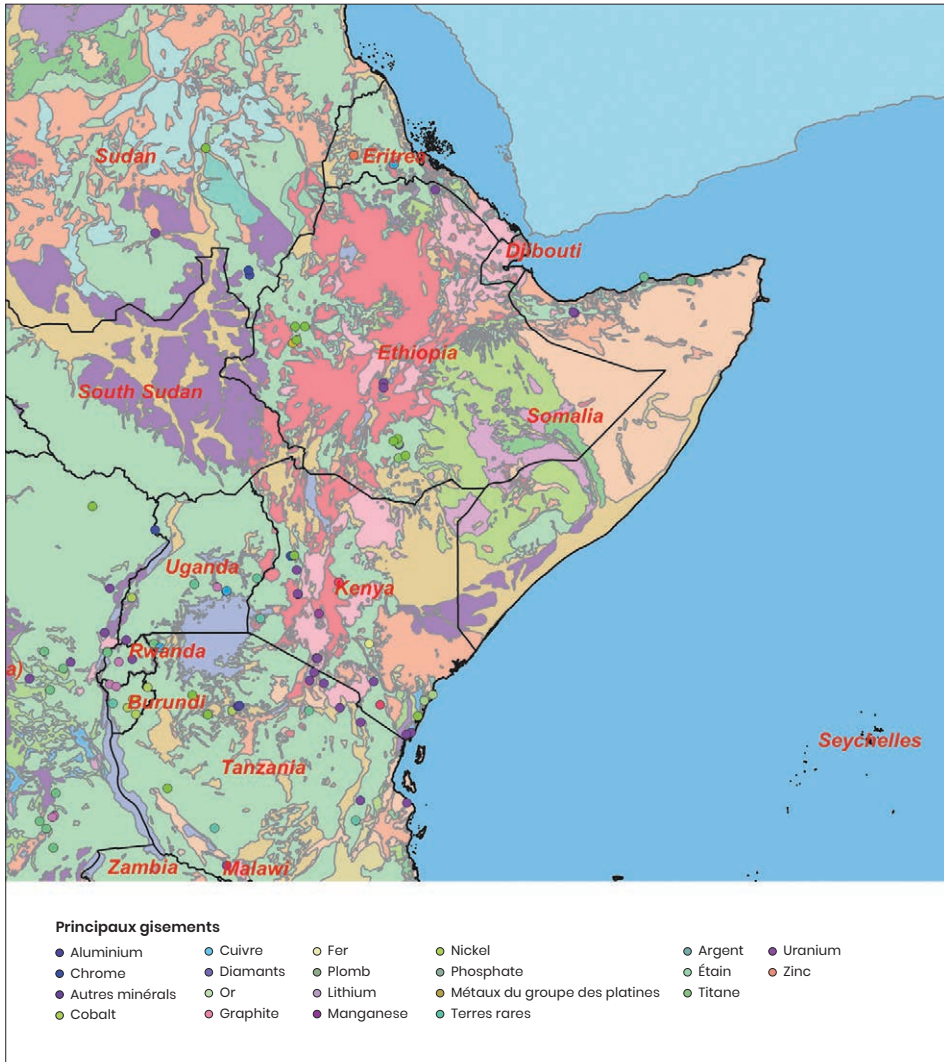 Sudan
Eritrea
Djibouti
Ethiopia
South Sudan
Somalia
Uganda
Kenya
Rwanda
a)
Burundi
Seychelles
Tanzania
Zambia
Malawi
Principaux gisements
Aluminium
Chrome
Autres minérals
Cobalt
Cuivre
Diamants
Or
Graphite
Fer
Plomb
Lithium
Manganese
Nickel
Phosphate
Métaux du groupe des platines
Terres rares
Argent
Étain
Titane
Uranium
Zinc